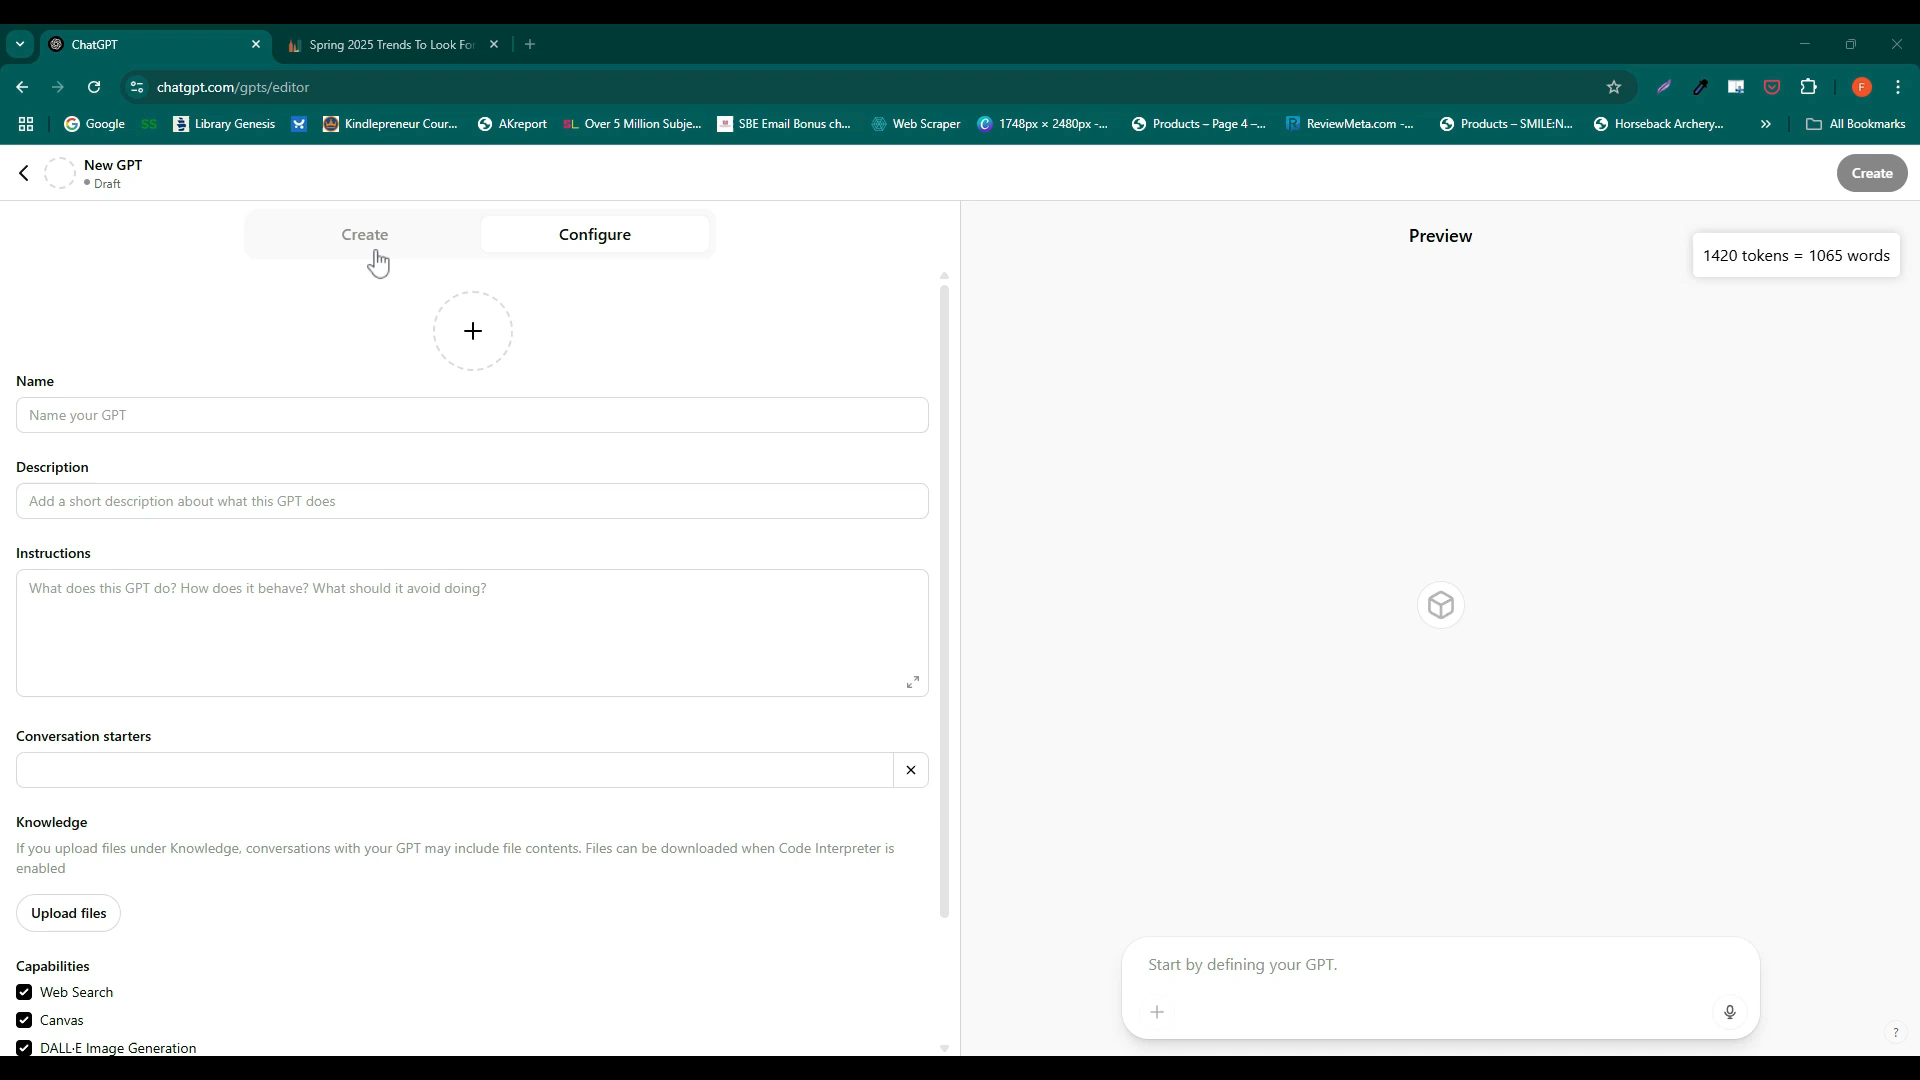 ChatGPT
Spring 2025 Trends To Look For
chatgpt.com/gpts/editor
F
Google
SS
Library Genesis
Kindlepreneur Cour...
AKreport
SL Over 5 Million Subje...
SBE Email Bonus ch...
Web Scraper
1748px × 2480px -...
Products – Page 4 –...
ReviewMeta.com -...
Products – SMILE:N...
Horseback Archery...
»
All Bookmarks
New GPT
Draft
Create
Create
Configure
Preview
1420 tokens = 1065 words
+
Name
Name your GPT
Description
Add a short description about what this GPT does
Instructions
What does this GPT do? How does it behave? What should it avoid doing?
Conversation starters
Knowledge
If you upload files under Knowledge, conversations with your GPT may include file contents. Files can be downloaded when Code Interpreter is
enabled
Upload files
Capabilities
Web Search
Canvas
DALL·E Image Generation
Start by defining your GPT.
?